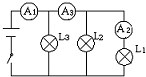 A₁ A₃
A₂
L₃ L₂ L₁